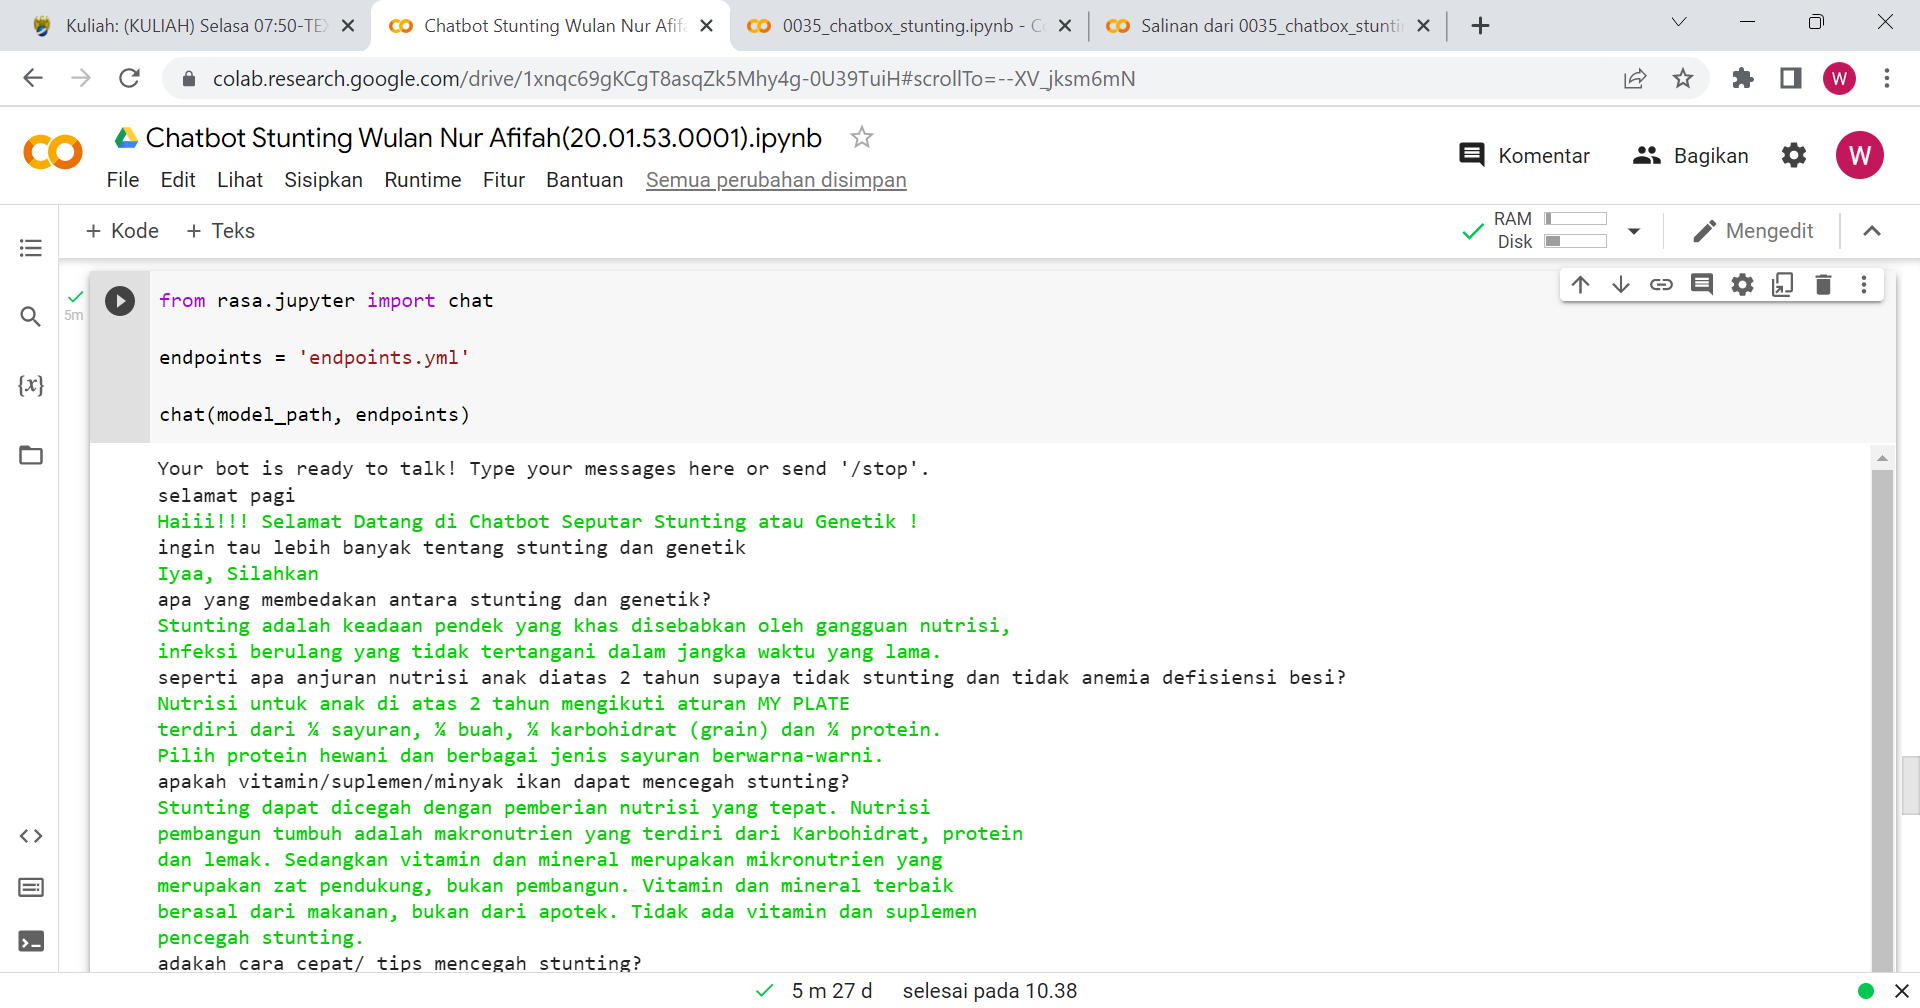 Kuliah: (KULIAH) Selasa 07:50-TEX
Chatbot Stunting Wulan Nur Afifa
0035_chatbox_stunting.ipynb - C
Salinan dari 0035_chatbox_stunti
colab.research.google.com/drive/1xnqc69gKCgT8asqZk5Mhy4g-0U39TuiH#scrollTo=--XV_jksm6mN
W
Chatbot Stunting Wulan Nur Afifah(20.01.53.0001).ipynb
File Edit Lihat Sisipkan Runtime Fitur Bantuan Semua perubahan disimpan
Komentar Bagikan W
+ Kode + Teks
RAM
Disk
Mengedit
5m
from rasa.jupyter import chat
endpoints = 'endpoints.yml'
chat(model_path, endpoints)
{x}
Your bot is ready to talk! Type your messages here or send '/stop'.
selamat pagi
Haiii!!! Selamat Datang di Chatbot Seputar Stunting atau Genetik !
ingin tau lebih banyak tentang stunting dan genetik
Iyaa, Silahkan
apa yang membedakan antara stunting dan genetik?
Stunting adalah keadaan pendek yang khas disebabkan oleh gangguan nutrisi,
infeksi berulang yang tidak tertangani dalam jangka waktu yang lama.
seperti apa anjuran nutrisi anak diatas 2 tahun supaya tidak stunting dan tidak anemia defisiensi besi?
Nutrisi untuk anak di atas 2 tahun mengikuti aturan MY PLATE
terdiri dari ¼ sayuran, ¼ buah, ¼ karbohidrat (grain) dan ¼ protein.
Pilih protein hewani dan berbagai jenis sayuran berwarna-warni.
apakah vitamin/suplemen/minyak ikan dapat mencegah stunting?
Stunting dapat dicegah dengan pemberian nutrisi yang tepat. Nutrisi
pembangun tumbuh adalah makronutrien yang terdiri dari Karbohidrat, protein
dan lemak. Sedangkan vitamin dan mineral merupakan mikronutrien yang
merupakan zat pendukung, bukan pembangun. Vitamin dan mineral terbaik
berasal dari makanan, bukan dari apotek. Tidak ada vitamin dan suplemen
pencegah stunting.
adakah cara cepat/ tips mencegah stunting?
5 m 27 d selesai pada 10.38